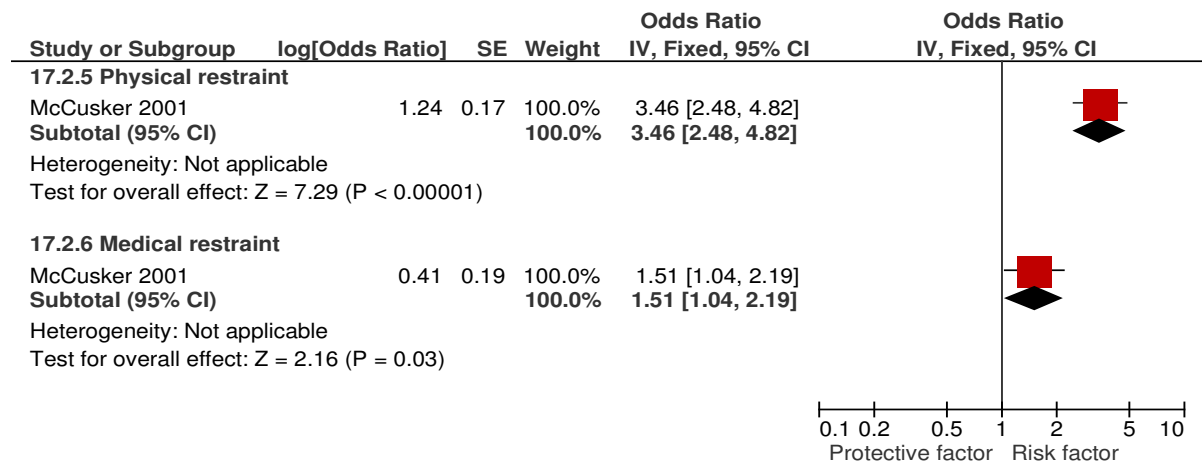 Odds Ratio Odds Ratio
Study or Subgroup log[Odds Ratio] SE Weight IV, Fixed, 95% CI IV, Fixed, 95% CI
17.2.5 Physical restraint
McCusker 2001 1.24 0.17 100.0% 3.46 [2.48, 4.82]
Subtotal (95% CI) 100.0% 3.46 [2.48, 4.82]
Heterogeneity: Not applicable
Test for overall effect: Z = 7.29 (P < 0.00001)
17.2.6 Medical restraint
McCusker 2001 0.41 0.19 100.0% 1.51 [1.04, 2.19]
Subtotal (95% CI) 100.0% 1.51 [1.04, 2.19]
Heterogeneity: Not applicable
Test for overall effect: Z = 2.16 (P = 0.03)
0.1 0.2 0.5 1 2 5 10
Protective factor Risk factor